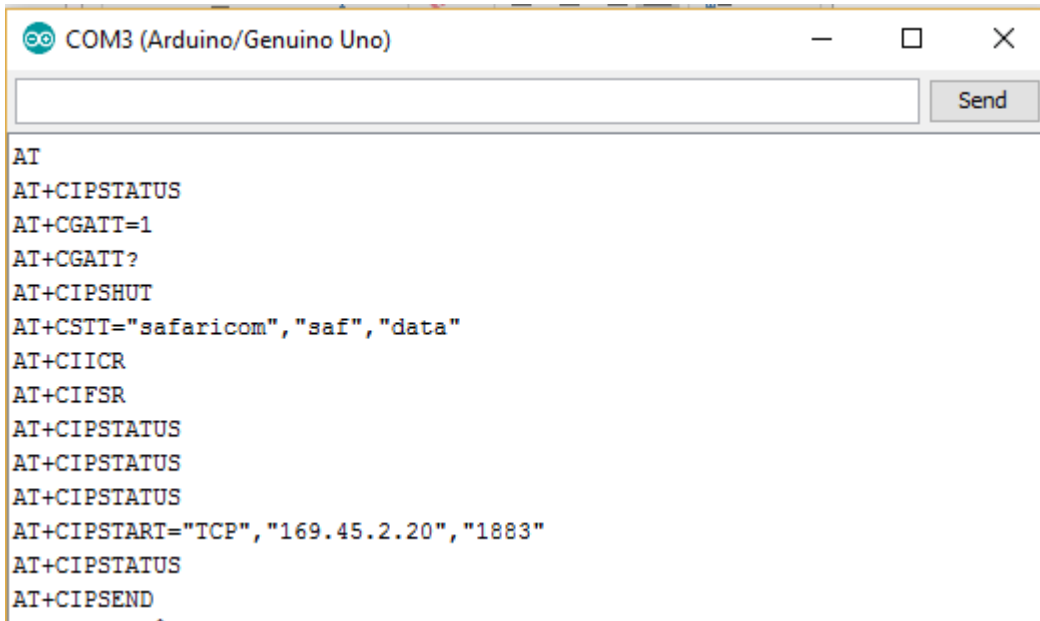 COM3 (Arduino/Genuino Uno)
Send
AT
AT+CIPSTATUS
AT+CGATT=1
AT+CGATT?
AT+CIPSHUT
AT+CSTT="safaricom","saf","data"
AT+CIICR
AT+CIFSR
AT+CIPSTATUS
AT+CIPSTATUS
AT+CIPSTATUS
AT+CIPSTART="TCP","169.45.2.20","1883"
AT+CIPSTATUS
AT+CIPSEND